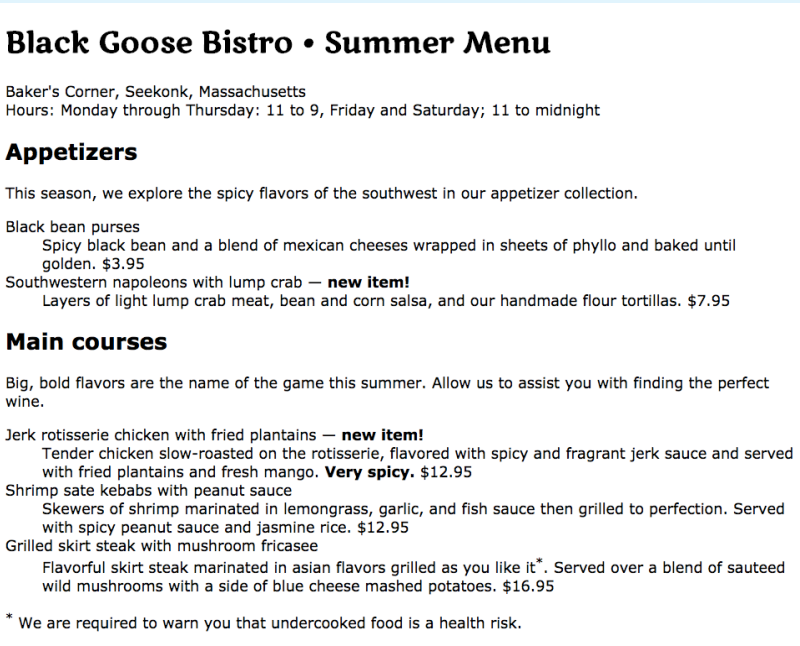 Black Goose Bistro • Summer Menu
Baker's Corner, Seekonk, Massachusetts
Hours: Monday through Thursday: 11 to 9, Friday and Saturday; 11 to midnight
Appetizers
This season, we explore the spicy flavors of the southwest in our appetizer collection.
Black bean purses
Spicy black bean and a blend of mexican cheeses wrapped in sheets of phyllo and baked until
golden. $3.95
Southwestern napoleons with lump crab — new item!
Layers of light lump crab meat, bean and corn salsa, and our handmade flour tortillas. $7.95
Main courses
Big, bold flavors are the name of the game this summer. Allow us to assist you with finding the perfect
wine.
Jerk rotisserie chicken with fried plantains — new item!
Tender chicken slow-roasted on the rotisserie, flavored with spicy and fragrant jerk sauce and served
with fried plantains and fresh mango. Very spicy. $12.95
Shrimp sate kebabs with peanut sauce
Skewers of shrimp marinated in lemongrass, garlic, and fish sauce then grilled to perfection. Served
with spicy peanut sauce and jasmine rice. $12.95
Grilled skirt steak with mushroom fricasee
Flavorful skirt steak marinated in asian flavors grilled as you like it*. Served over a blend of sauteed
wild mushrooms with a side of blue cheese mashed potatoes. $16.95
* We are required to warn you that undercooked food is a health risk.